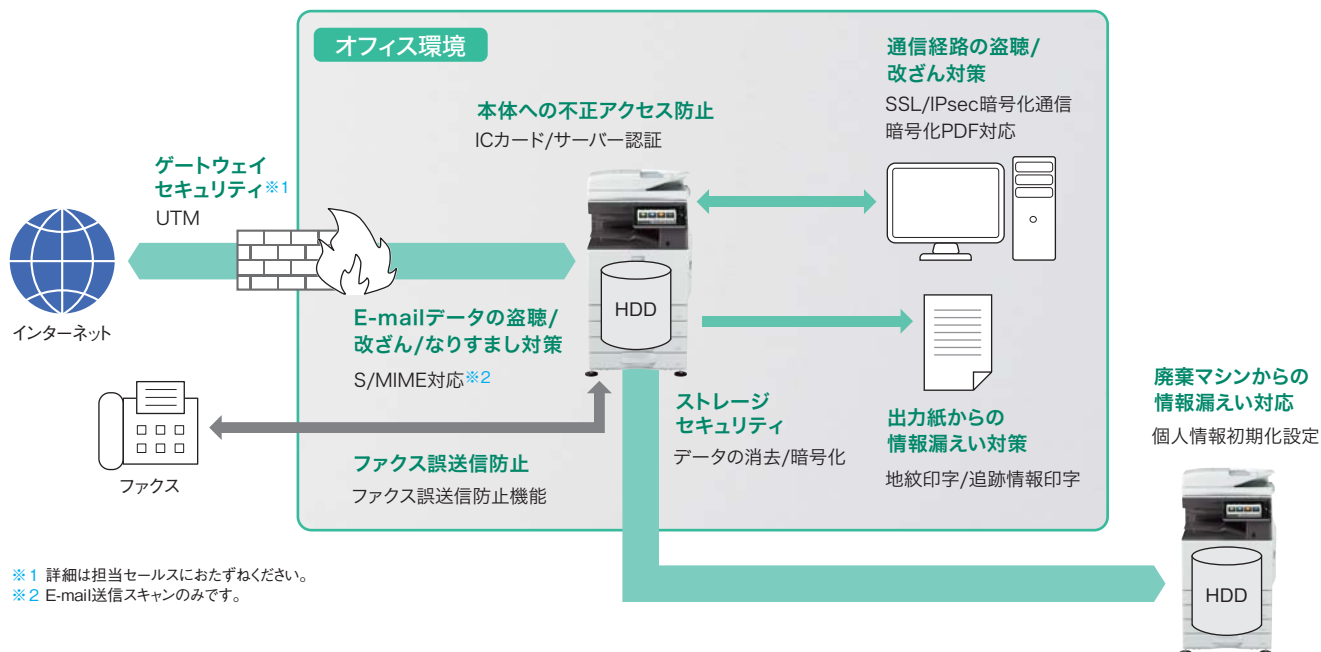 オフィス環境
通信経路の盗聴/
改ざん対策
SSL/IPsec暗号化通信
暗号化PDF対応
本体への不正アクセス防止
ICカード/サーバー認証
ゲートウェイ
セキュリティ※1
UTM
インターネット
HDD
E-mailデータの盗聴/
改ざん/なりすまし対策
S/MIME対応※2
ファクス
ファクス誤送信防止
ファクス誤送信防止機能
ストレージ
セキュリティ
データの消去/暗号化
出力紙からの
情報漏えい対策
地紋印字/追跡情報印字
廃棄マシンからの
情報漏えい対応
個人情報初期化設定
HDD
※1 詳細は担当セールスにおたずねください。
※2 E-mail送信スキャンのみです。